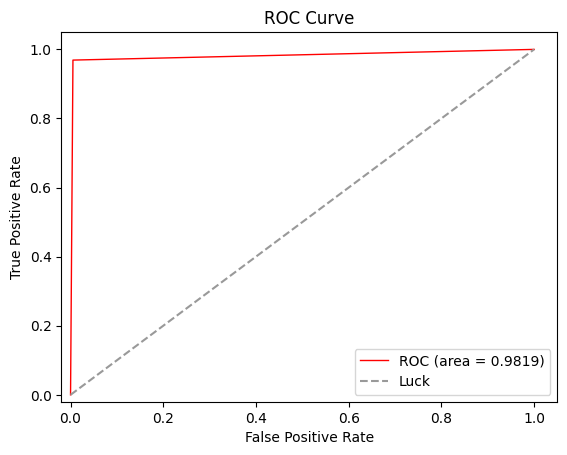 ROC Curve
1.0
0.8
0.6
0.4
0.2
0.0
True Positive Rate
ROC (area = 0.9819)
Luck
0.0 0.2 0.4 0.6 0.8 1.0
False Positive Rate